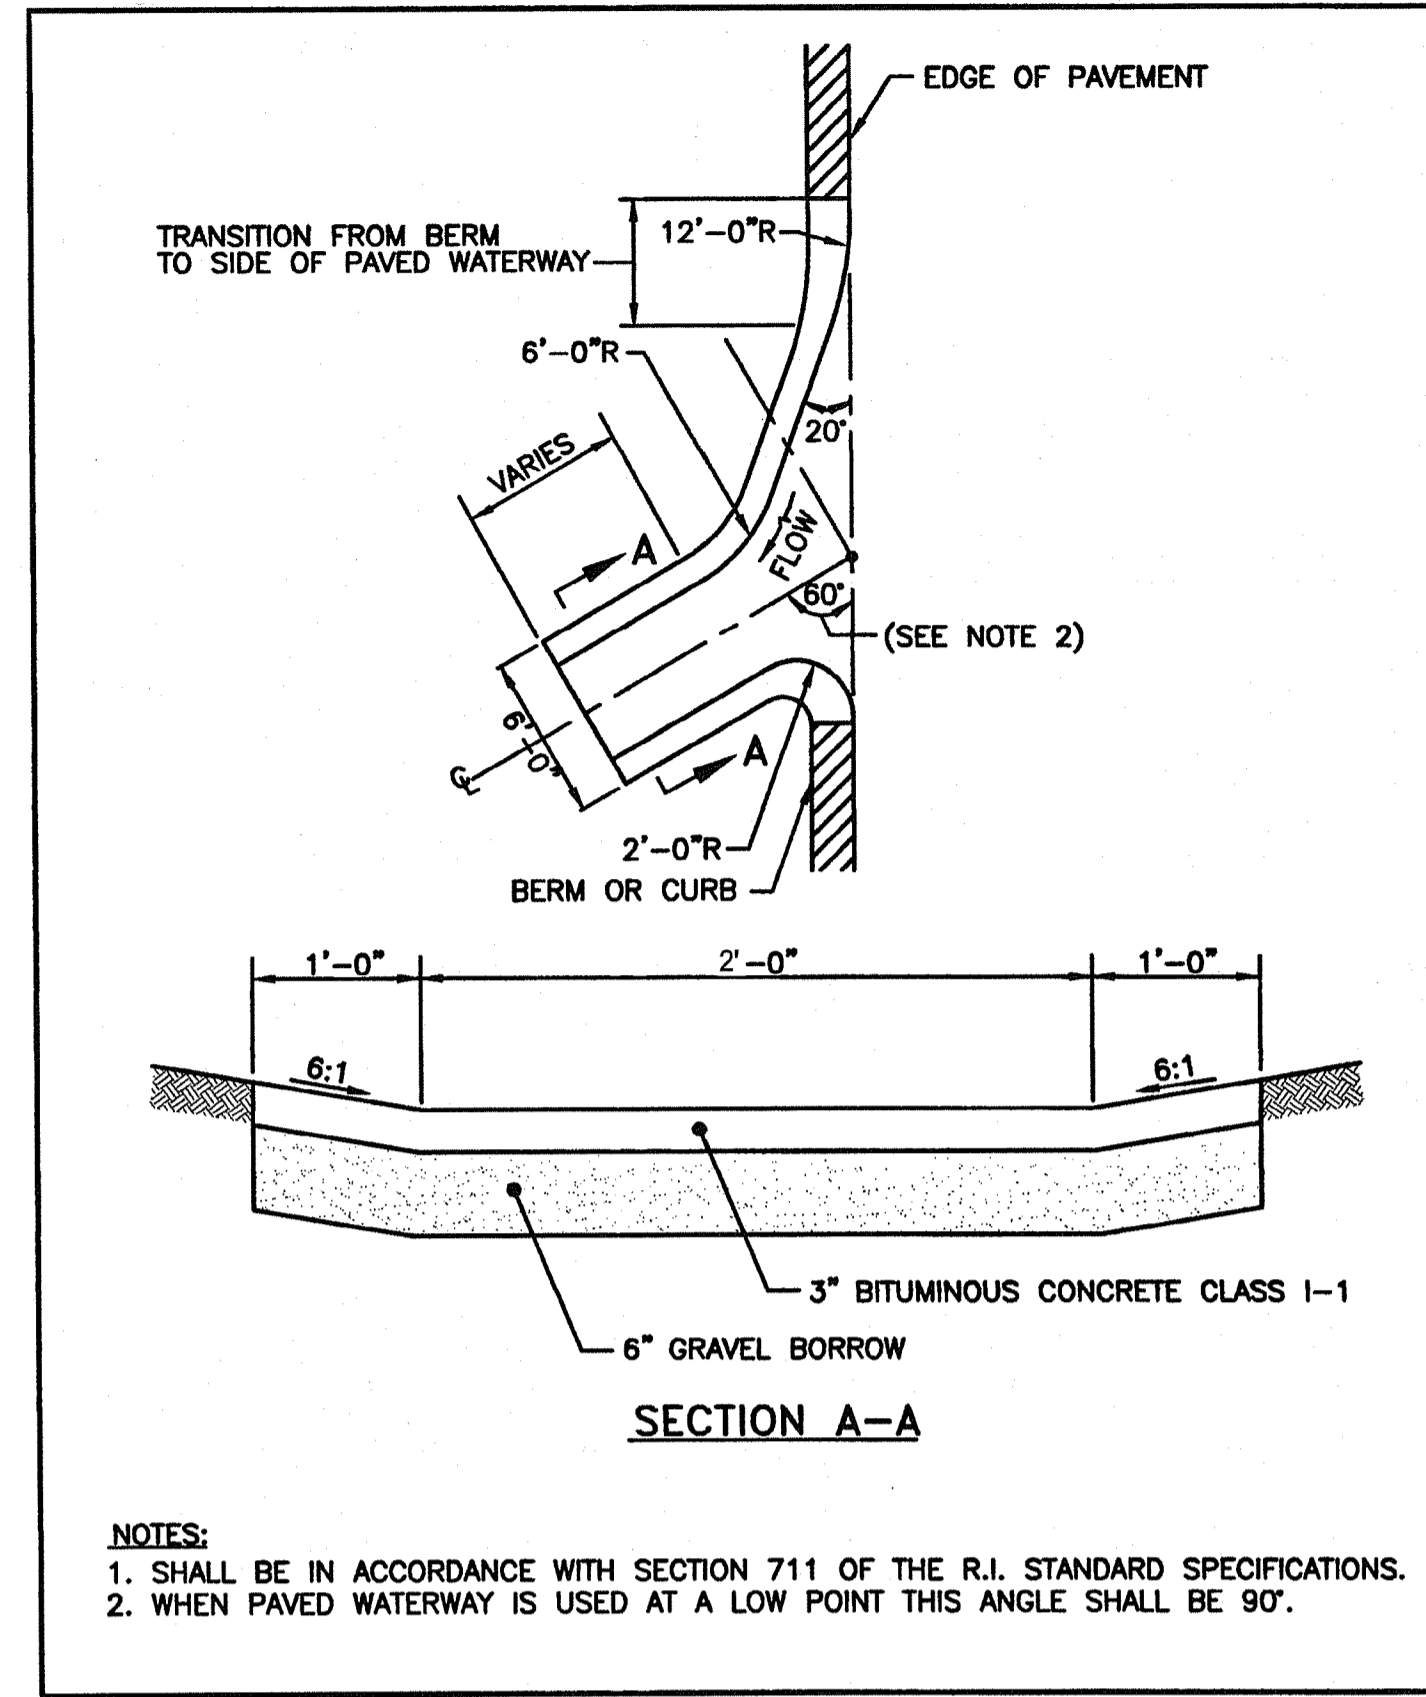 EDGE OF PAVEMENT
TRANSITION FROM BERM
TO SIDE OF PAVED WATERWAY
12'-0"R
6'-0"R
20°
VARIES
A
FLOW
60°
(SEE NOTE 2)
6'-0"
℄
A
2'-0"R
BERM OR CURB
1'-0"
2'-0"
1'-0"
6:1
6:1
3" BITUMINOUS CONCRETE CLASS I-1
6" GRAVEL BORROW
SECTION A-A
NOTES:
1. SHALL BE IN ACCORDANCE WITH SECTION 711 OF THE R.I. STANDARD SPECIFICATIONS.
2. WHEN PAVED WATERWAY IS USED AT A LOW POINT THIS ANGLE SHALL BE 90°.